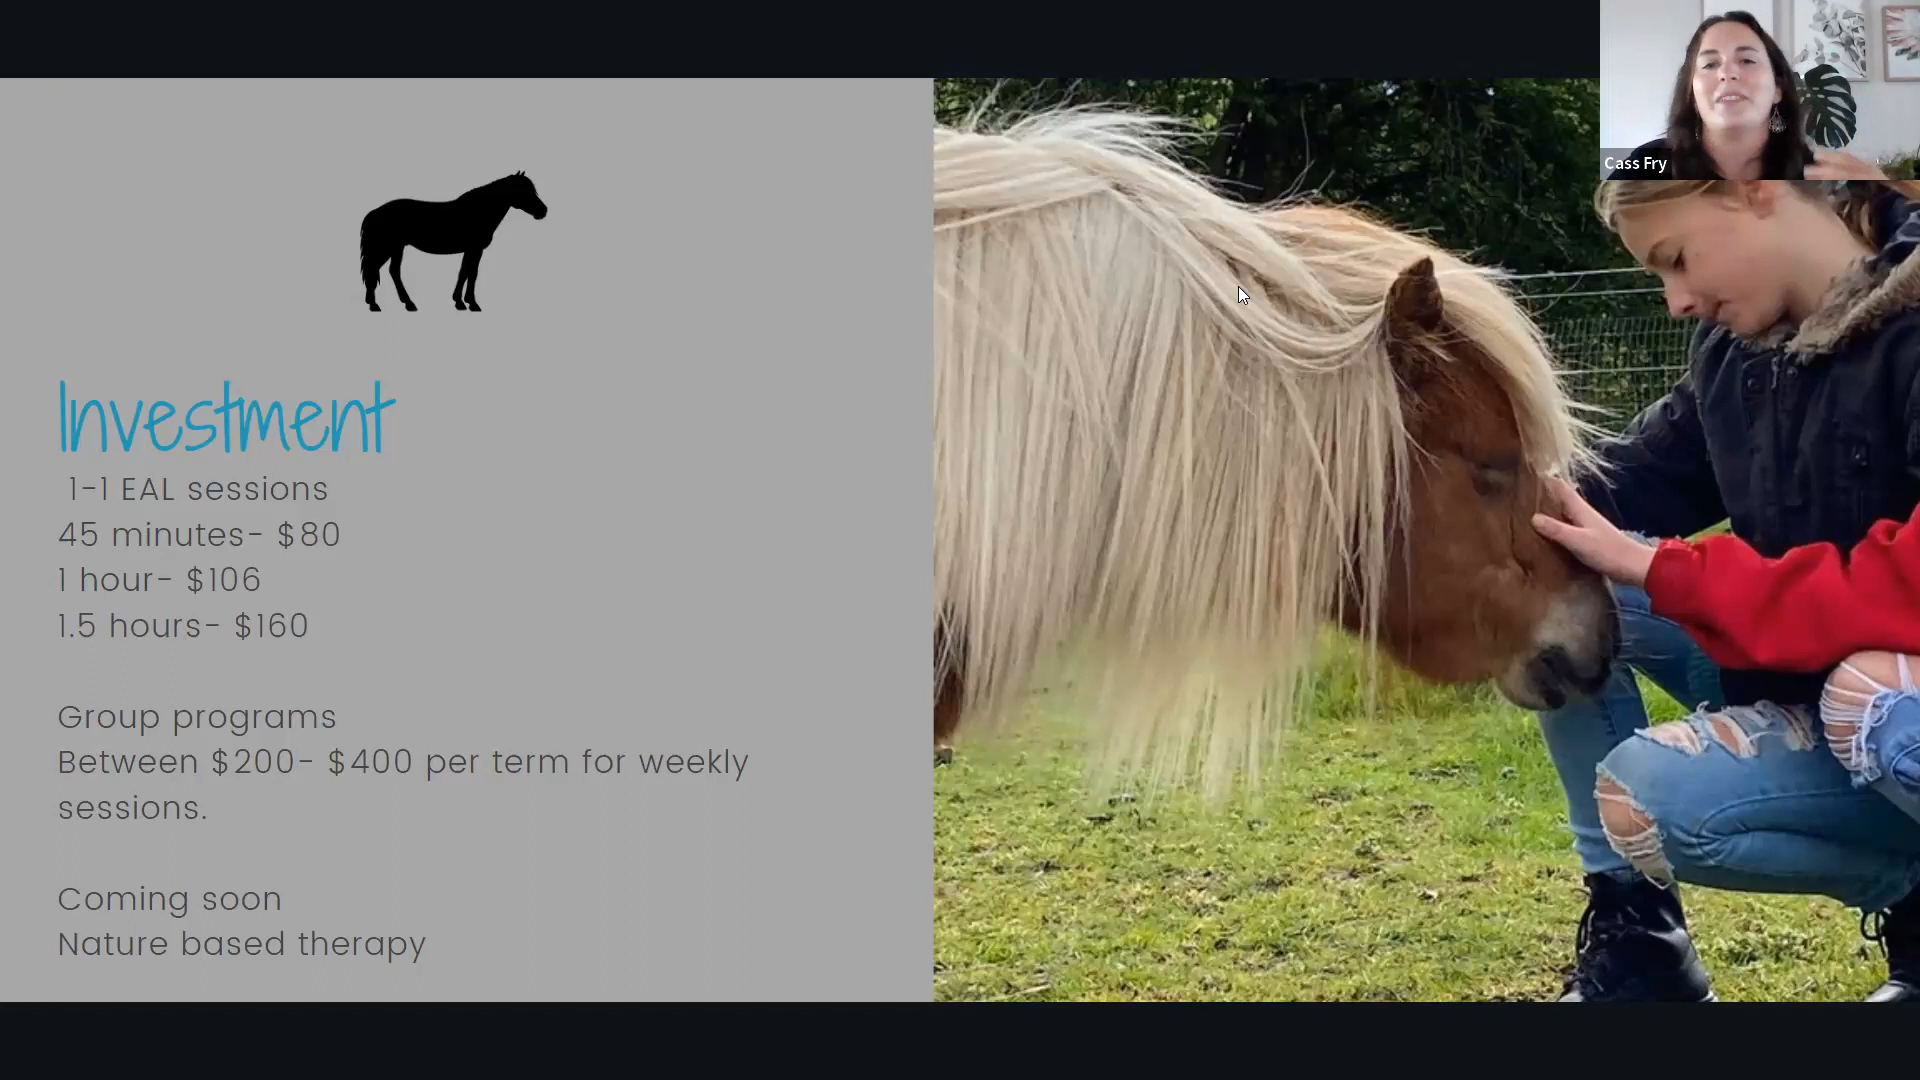 Cass Fry
Investment
1-1 EAL sessions
45 minutes- $80
1 hour- $106
1.5 hours- $160
Group programs
Between $200- $400 per term for weekly
sessions.
Coming soon
Nature based therapy